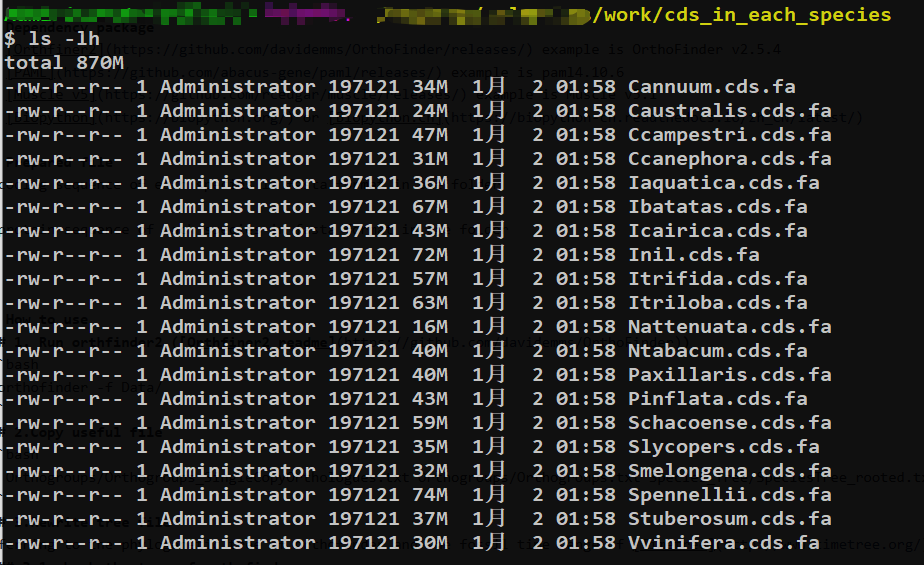 /work/cds_in_each_species
$ ls -lh
total 870M
-rw-r--r-- 1 Administrator 197121 34M 1月 2 01:58 Cannuum.cds.fa
-rw-r--r-- 1 Administrator 197121 24M 1月 2 01:58 Caustralis.cds.fa
-rw-r--r-- 1 Administrator 197121 47M 1月 2 01:58 Ccampestri.cds.fa
-rw-r--r-- 1 Administrator 197121 31M 1月 2 01:58 Ccanephora.cds.fa
-rw-r--r-- 1 Administrator 197121 36M 1月 2 01:58 Iaquatica.cds.fa
-rw-r--r-- 1 Administrator 197121 67M 1月 2 01:58 Ibatatas.cds.fa
-rw-r--r-- 1 Administrator 197121 43M 1月 2 01:58 Icairica.cds.fa
-rw-r--r-- 1 Administrator 197121 72M 1月 2 01:58 Inil.cds.fa
-rw-r--r-- 1 Administrator 197121 57M 1月 2 01:58 Itrifida.cds.fa
-rw-r--r-- 1 Administrator 197121 63M 1月 2 01:58 Itriloba.cds.fa
-rw-r--r-- 1 Administrator 197121 16M 1月 2 01:58 Nattenuata.cds.fa
-rw-r--r-- 1 Administrator 197121 40M 1月 2 01:58 Ntabacum.cds.fa
-rw-r--r-- 1 Administrator 197121 40M 1月 2 01:58 Paxillaris.cds.fa
-rw-r--r-- 1 Administrator 197121 43M 1月 2 01:58 Pinflata.cds.fa
-rw-r--r-- 1 Administrator 197121 59M 1月 2 01:58 Schacoense.cds.fa
-rw-r--r-- 1 Administrator 197121 35M 1月 2 01:58 Slycopers.cds.fa
-rw-r--r-- 1 Administrator 197121 32M 1月 2 01:58 Smelongena.cds.fa
-rw-r--r-- 1 Administrator 197121 74M 1月 2 01:58 Spennellii.cds.fa
-rw-r--r-- 1 Administrator 197121 37M 1月 2 01:58 Stuberosum.cds.fa
-rw-r--r-- 1 Administrator 197121 30M 1月 2 01:58 Vvinifera.cds.fa